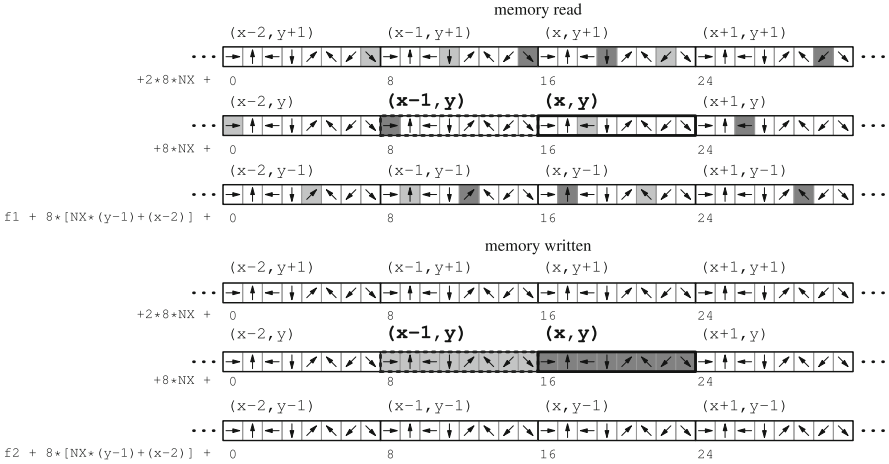 memory read
(x-2,y+1) (x-1,y+1) (x,y+1) (x+1,y+1)
+2*8*NX + 0 8 16 24
(x-2,y) (x-1,y) (x,y) (x+1,y)
+8*NX + 0 8 16 24
(x-2,y-1) (x-1,y-1) (x,y-1) (x+1,y-1)
f1 + 8*[NX*(y-1)+(x-2)] + 0 8 16 24
memory written
(x-2,y+1) (x-1,y+1) (x,y+1) (x+1,y+1)
+2*8*NX + 0 8 16 24
(x-2,y) (x-1,y) (x,y) (x+1,y)
+8*NX + 0 8 16 24
(x-2,y-1) (x-1,y-1) (x,y-1) (x+1,y-1)
f2 + 8*[NX*(y-1)+(x-2)] + 0 8 16 24